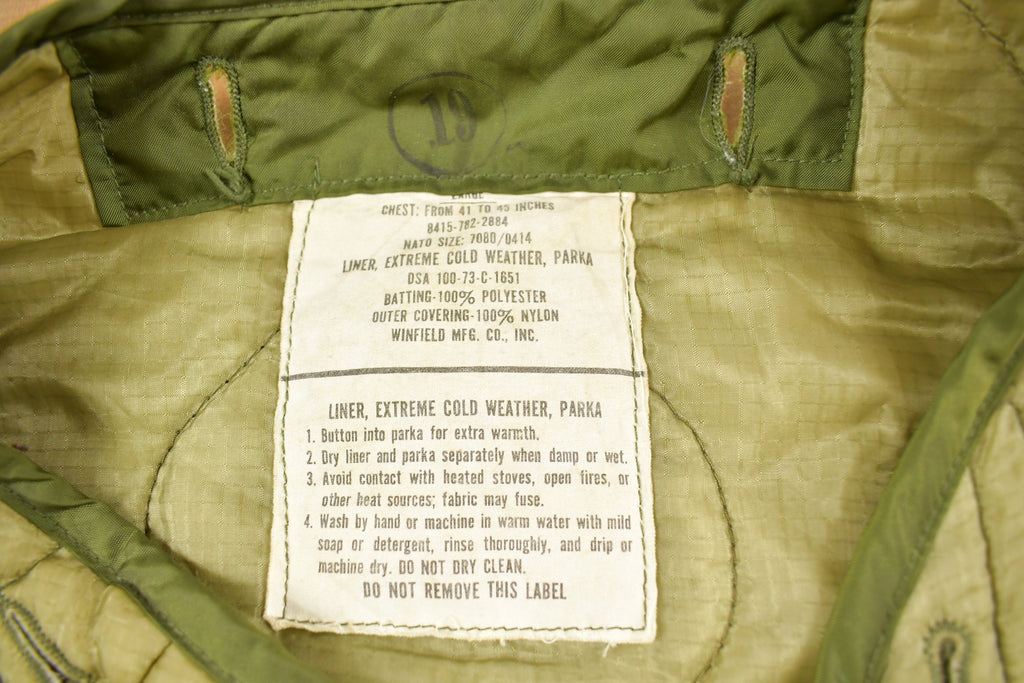 19
LARGE
CHEST: FROM 41 TO 45 INCHES
8415-782-2884
NATO SIZE: 7080/0414
LINER, EXTREME COLD WEATHER, PARKA
DSA 100-73-C-1651
BATTING-100% POLYESTER
OUTER COVERING-100% NYLON
WINFIELD MFG. CO., INC.
LINER, EXTREME COLD WEATHER, PARKA
1. Button into parka for extra warmth.
2. Dry liner and parka separately when damp or wet.
3. Avoid contact with heated stoves, open fires, or
other heat sources; fabric may fuse.
4. Wash by hand or machine in warm water with mild
soap or detergent, rinse thoroughly, and drip or
machine dry. DO NOT DRY CLEAN.
DO NOT REMOVE THIS LABEL